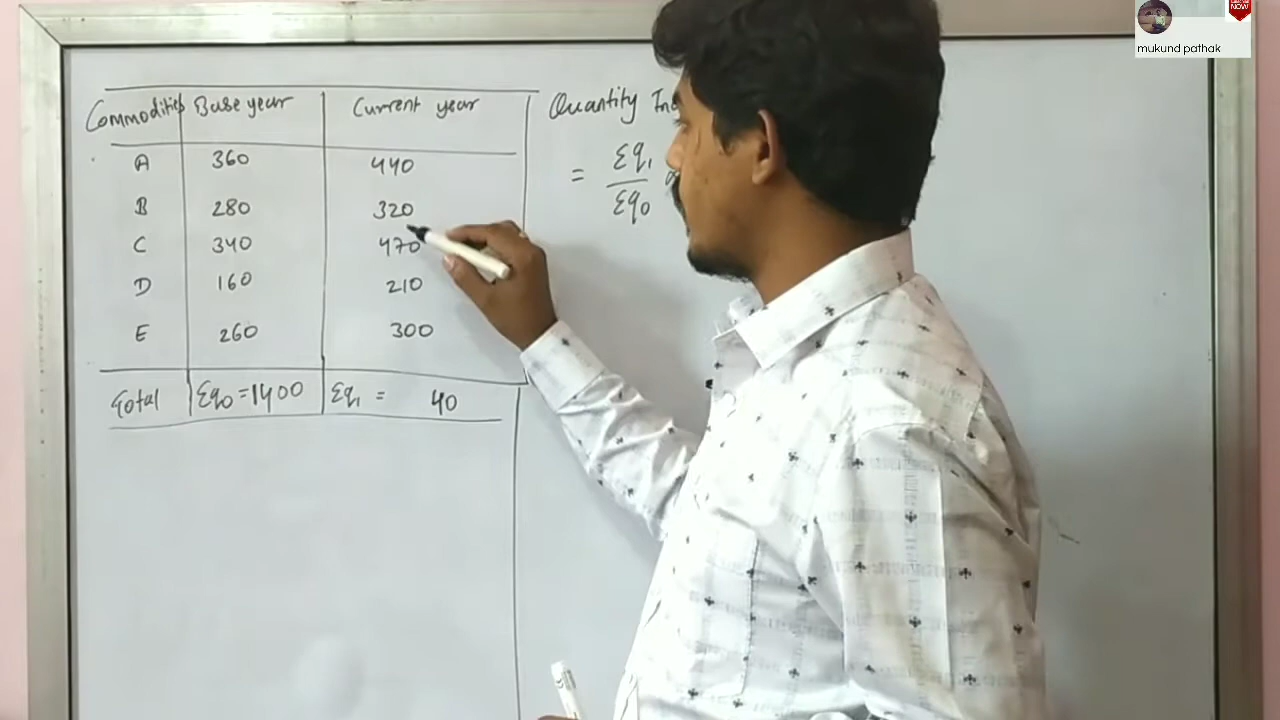 Commodities Base year Current year
A 360 440
B 280 320
C 340 470
D 160 210
E 260 300
Total Σq0 = 1400 Σq1 = 40
Quantity
= Σq1
Σq0
NOW
mukund pathak